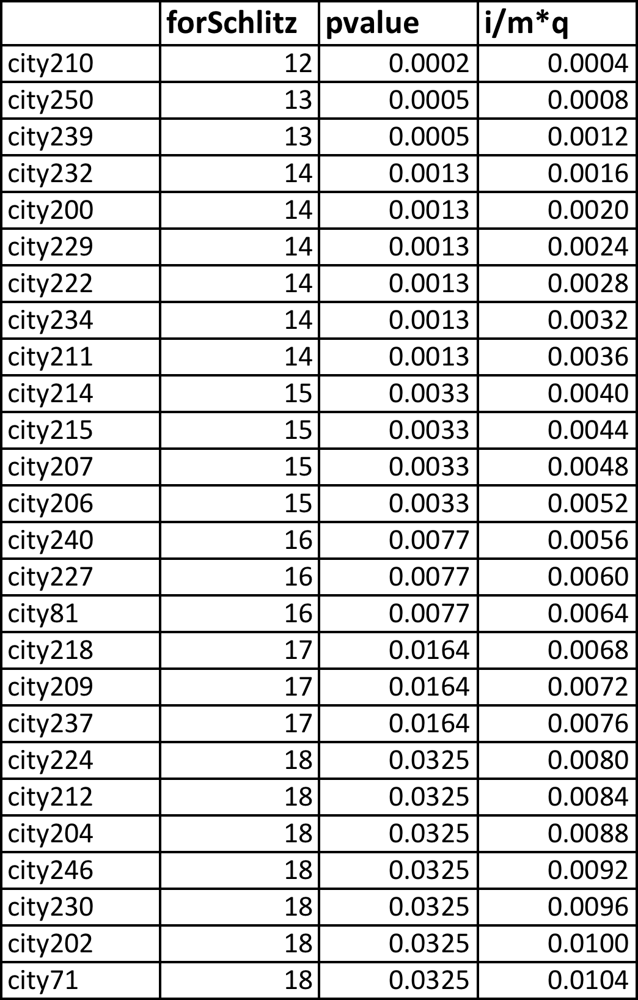 forSchlitz pvalue i/m*q
city210 12 0.0002 0.0004
city250 13 0.0005 0.0008
city239 13 0.0005 0.0012
city232 14 0.0013 0.0016
city200 14 0.0013 0.0020
city229 14 0.0013 0.0024
city222 14 0.0013 0.0028
city234 14 0.0013 0.0032
city211 14 0.0013 0.0036
city214 15 0.0033 0.0040
city215 15 0.0033 0.0044
city207 15 0.0033 0.0048
city206 15 0.0033 0.0052
city240 16 0.0077 0.0056
city227 16 0.0077 0.0060
city81 16 0.0077 0.0064
city218 17 0.0164 0.0068
city209 17 0.0164 0.0072
city237 17 0.0164 0.0076
city224 18 0.0325 0.0080
city212 18 0.0325 0.0084
city204 18 0.0325 0.0088
city246 18 0.0325 0.0092
city230 18 0.0325 0.0096
city202 18 0.0325 0.0100
city71 18 0.0325 0.0104